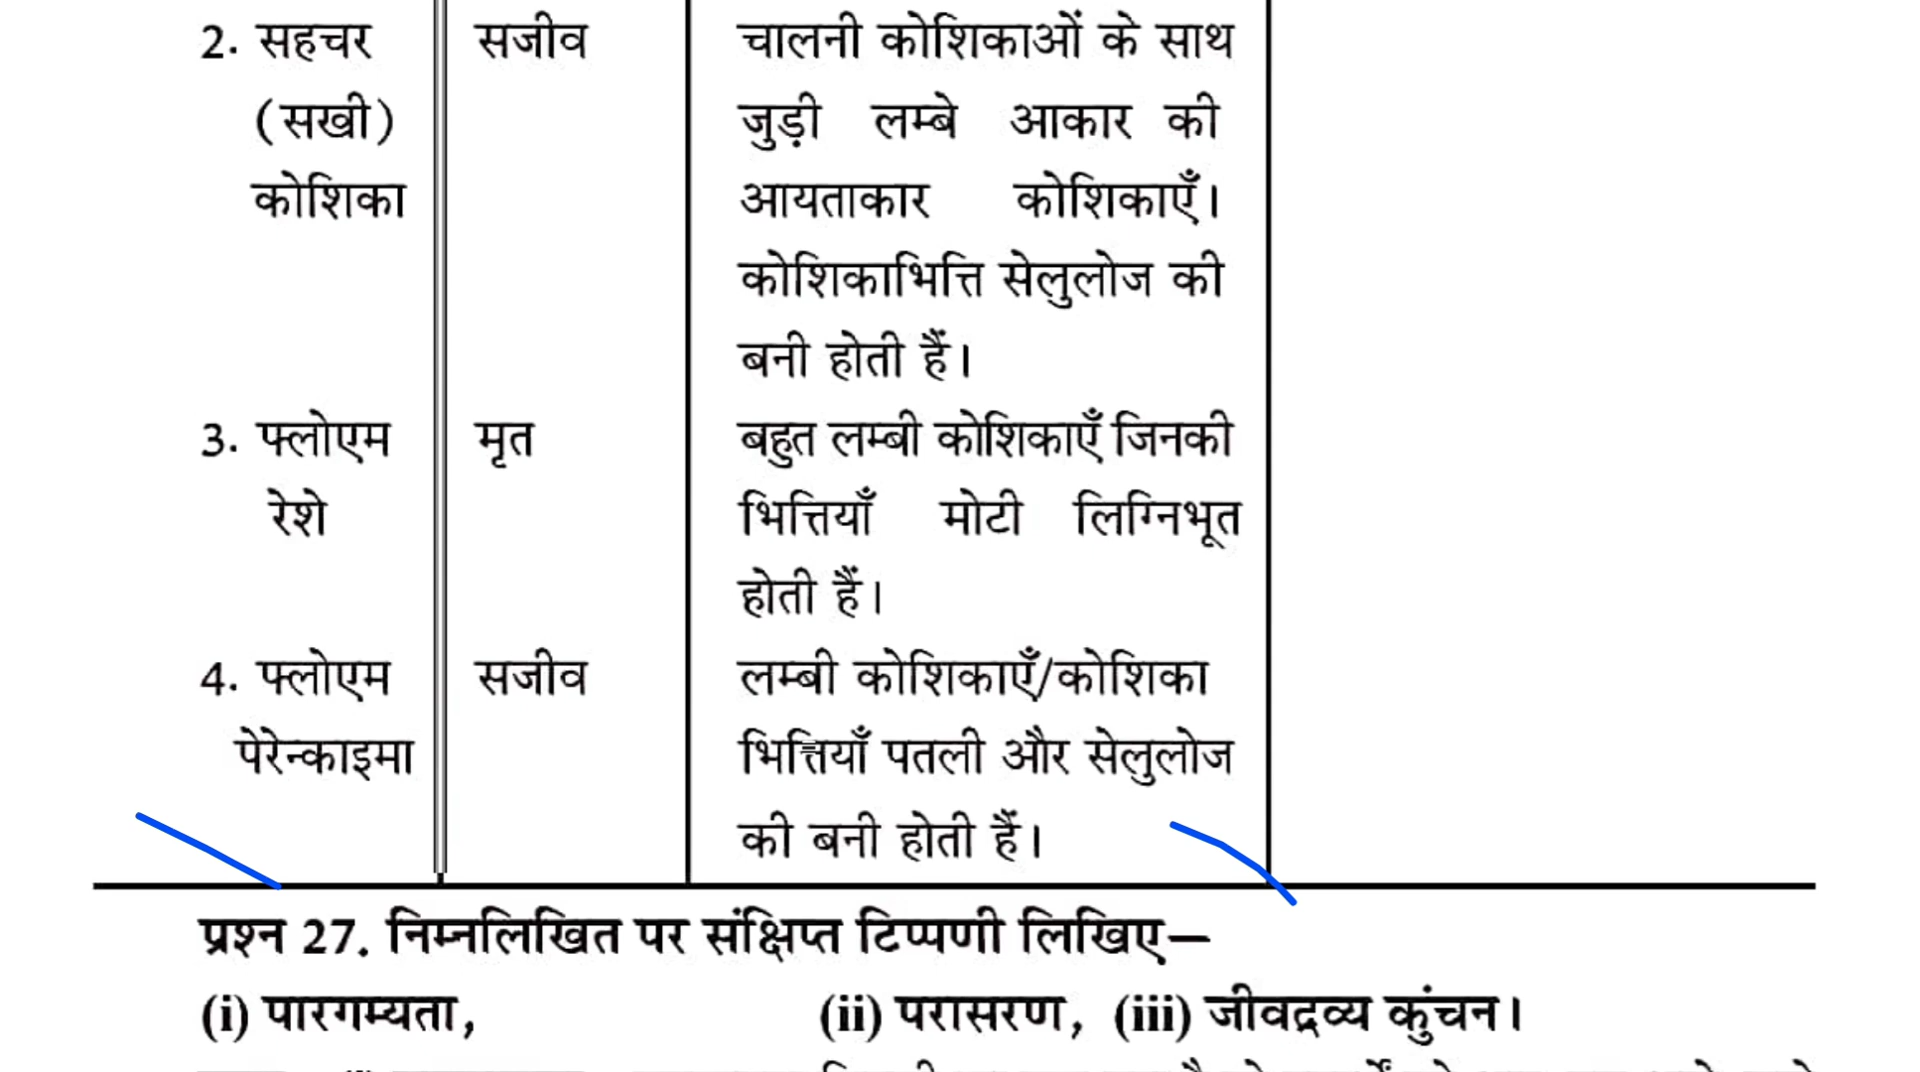 2. सहचर सजीव चालनी कोशिकाओं के साथ
(सखी) जुड़ी लम्बे आकार की
कोशिका आयताकार कोशिकाएँ।
कोशिकाभित्ति सेलुलोज की
बनी होती हैं।
3. फ्लोएम मृत बहुत लम्बी कोशिकाएँ जिनकी
रेशे भित्तियाँ मोटी लिग्निभूत
होती हैं।
4. फ्लोएम सजीव लम्बी कोशिकाएँ/कोशिका
पेरेन्काइमा भित्तियाँ पतली और सेलुलोज
की बनी होती हैं।
प्रश्न 27. निम्नलिखित पर संक्षिप्त टिप्पणी लिखिए—
(i) पारगम्यता, (ii) परासरण, (iii) जीवद्रव्य कुंचन।